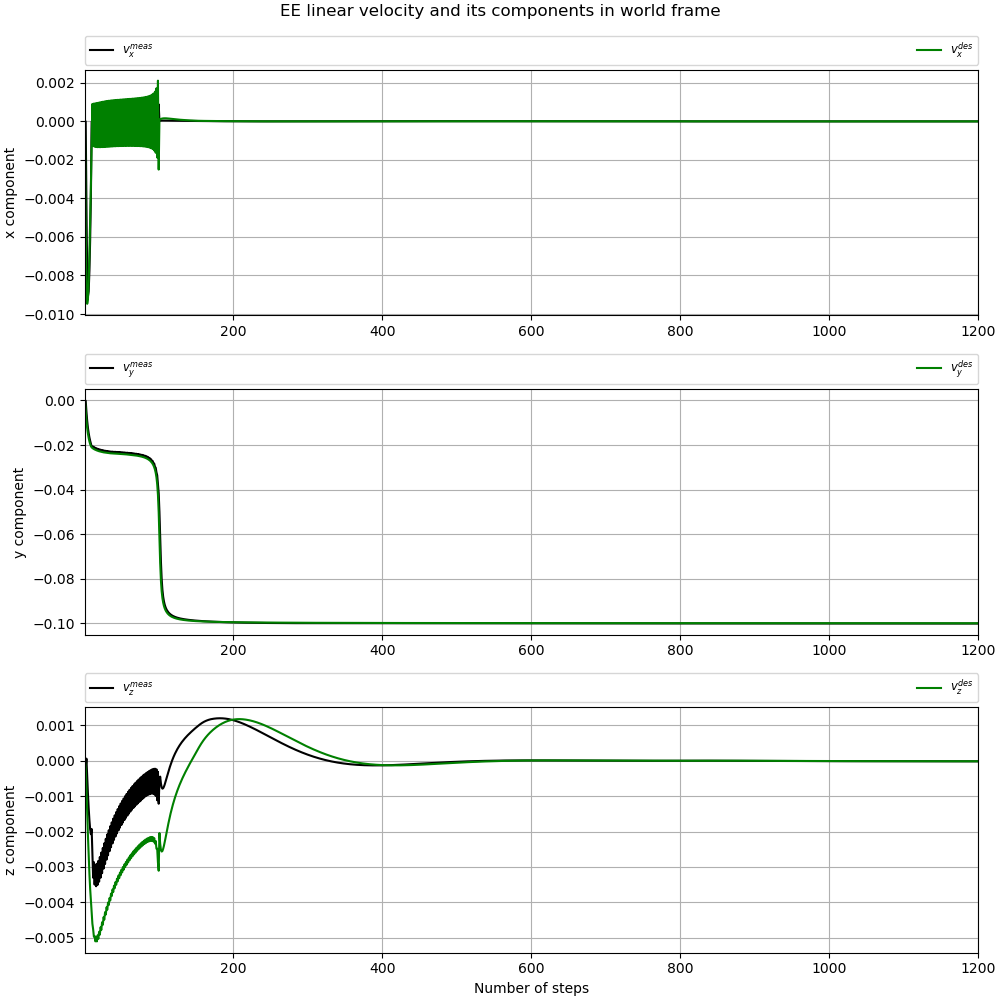 EE linear velocity and its components in world frame
v_x^{meas} v_x^{des}
0.002
0.000
−0.002
−0.004
−0.006
−0.008
−0.010
x component
200 400 600 800 1000 1200
v_y^{meas} v_y^{des}
0.00
−0.02
−0.04
−0.06
−0.08
−0.10
y component
200 400 600 800 1000 1200
v_z^{meas} v_z^{des}
0.001
0.000
−0.001
−0.002
−0.003
−0.004
−0.005
z component
200 400 600 800 1000 1200
Number of steps